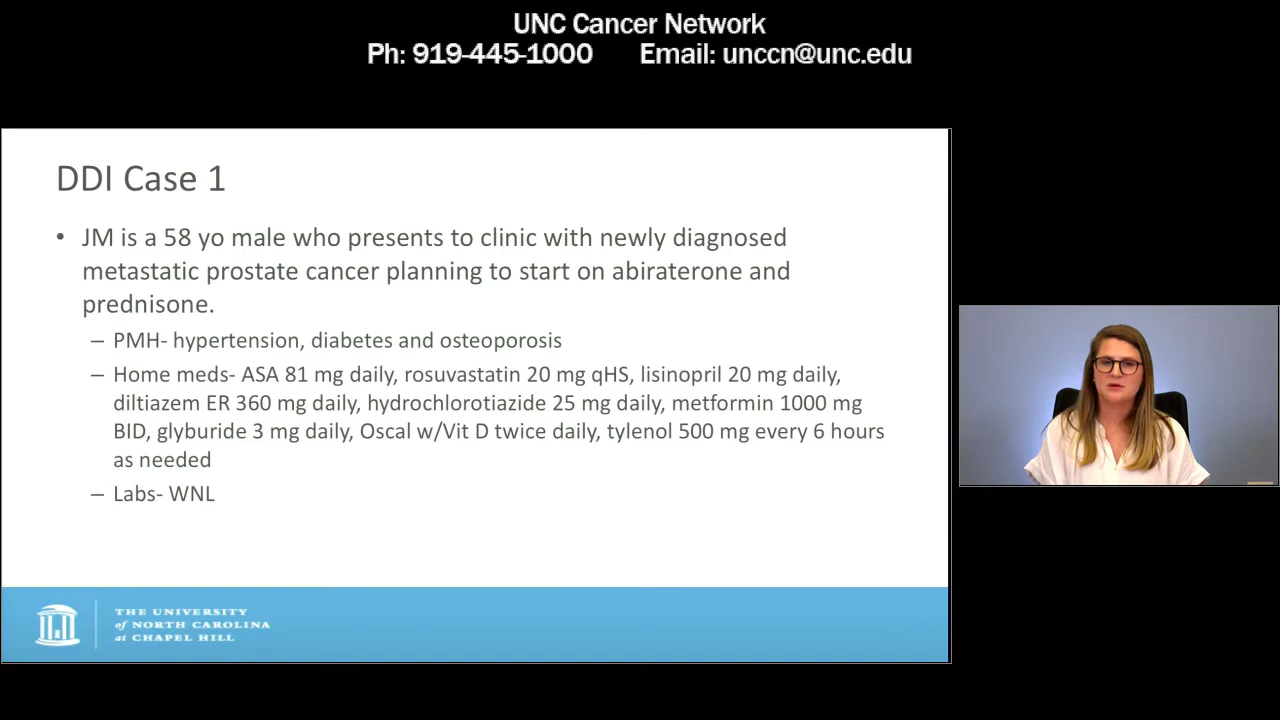 UNC Cancer Network
Ph: 919-445-1000 Email: unccn@unc.edu
DDI Case 1
• JM is a 58 yo male who presents to clinic with newly diagnosed
metastatic prostate cancer planning to start on abiraterone and
prednisone.
– PMH- hypertension, diabetes and osteoporosis
– Home meds- ASA 81 mg daily, rosuvastatin 20 mg qHS, lisinopril 20 mg daily,
diltiazem ER 360 mg daily, hydrochlorotiazide 25 mg daily, metformin 1000 mg
BID, glyburide 3 mg daily, Oscal w/Vit D twice daily, tylenol 500 mg every 6 hours
as needed
– Labs- WNL
THE UNIVERSITY
of NORTH CAROLINA
at CHAPEL HILL